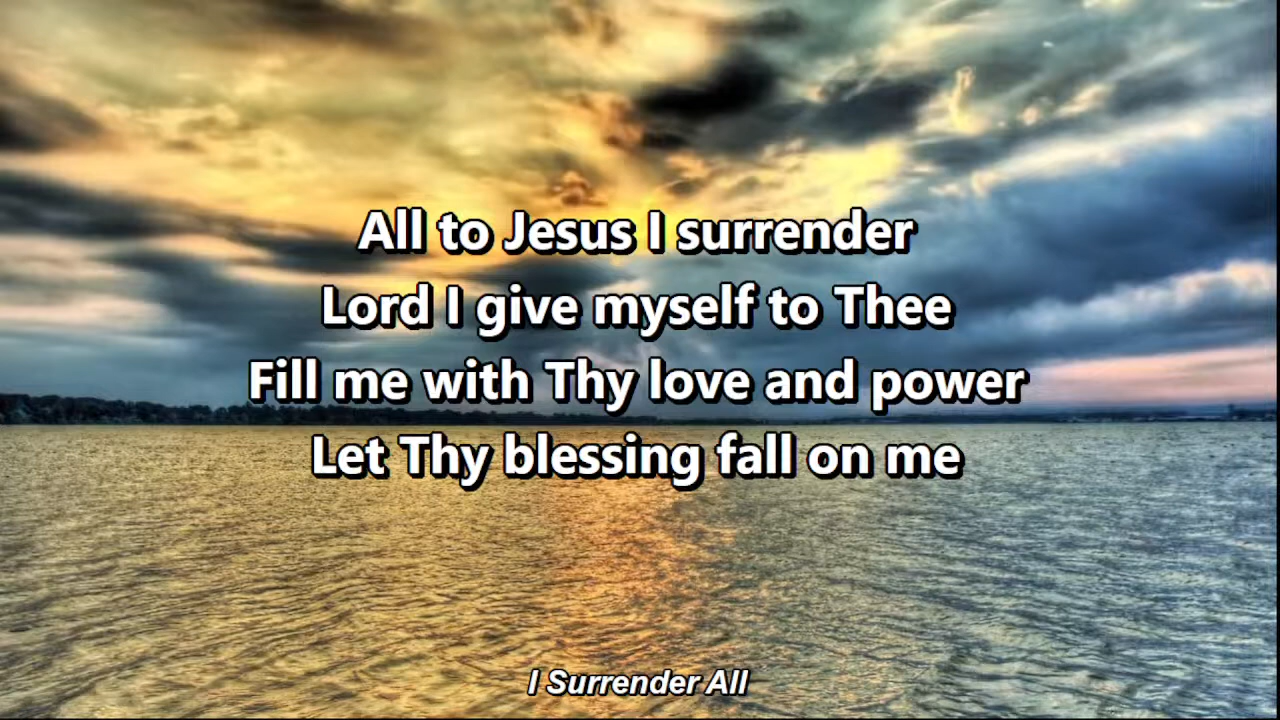 All to Jesus I surrender
Lord I give myself to Thee
Fill me with Thy love and power
Let Thy blessing fall on me
I Surrender All